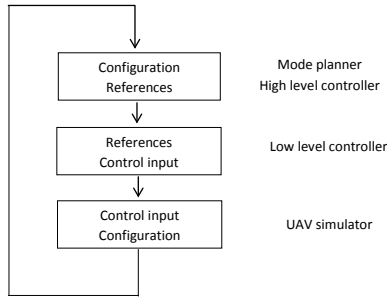 Configuration
References
Mode planner
High level controller
References
Control input
Low level controller
Control input
Configuration
UAV simulator